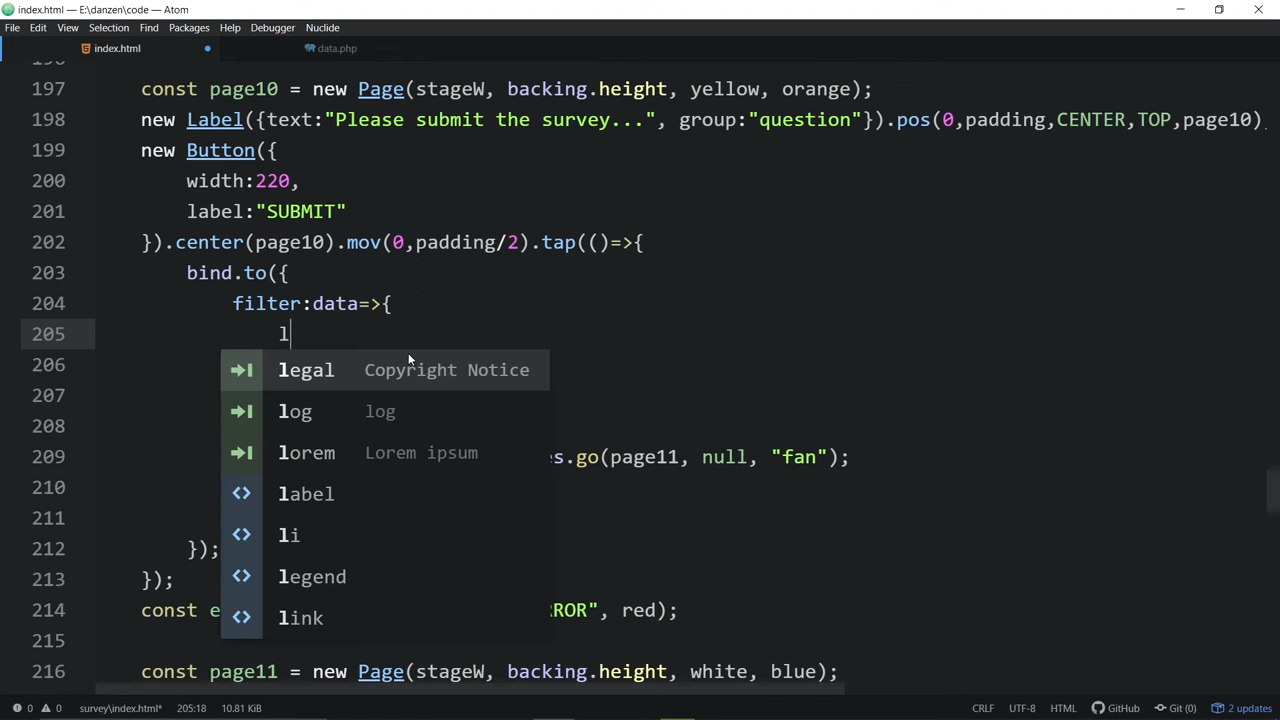 index.html — E:\danzen\code — Atom
File Edit View Selection Find Packages Help Debugger Nuclide
index.html data.php
197 const page10 = new Page(stageW, backing.height, yellow, orange);
198 new Label({text:"Please submit the survey...", group:"question"}).pos(0,padding,CENTER,TOP,page10)
199 new Button({
200 width:220,
201 label:"SUBMIT"
202 }).center(page10).mov(0,padding/2).tap(()=>{
203 bind.to({
204 filter:data=>{
205 l
206 legal Copyright Notice
207 log log
208 lorem Lorem ipsum
209 s.go(page11, null, "fan");
210 label
211 li
212 });
213 }); legend
214 const e link RROR", red);
215
216 const page11 = new Page(stageW, backing.height, white, blue);
0 0 survey\index.html* 205:18 10.81 KiB CRLF UTF-8 HTML GitHub Git (0) 2 updates